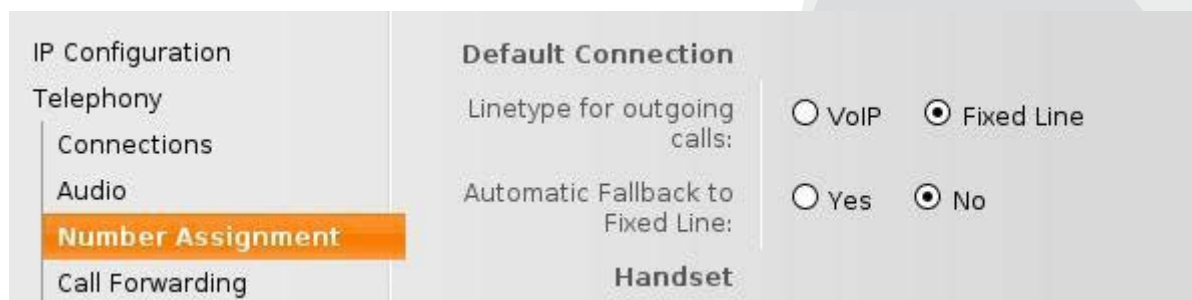 IP Configuration
Telephony
Connections
Audio
Number Assignment
Call Forwarding
Default Connection
Linetype for outgoing
calls:
VoIP
Fixed Line
Automatic Fallback to
Fixed Line:
Yes
No
Handset